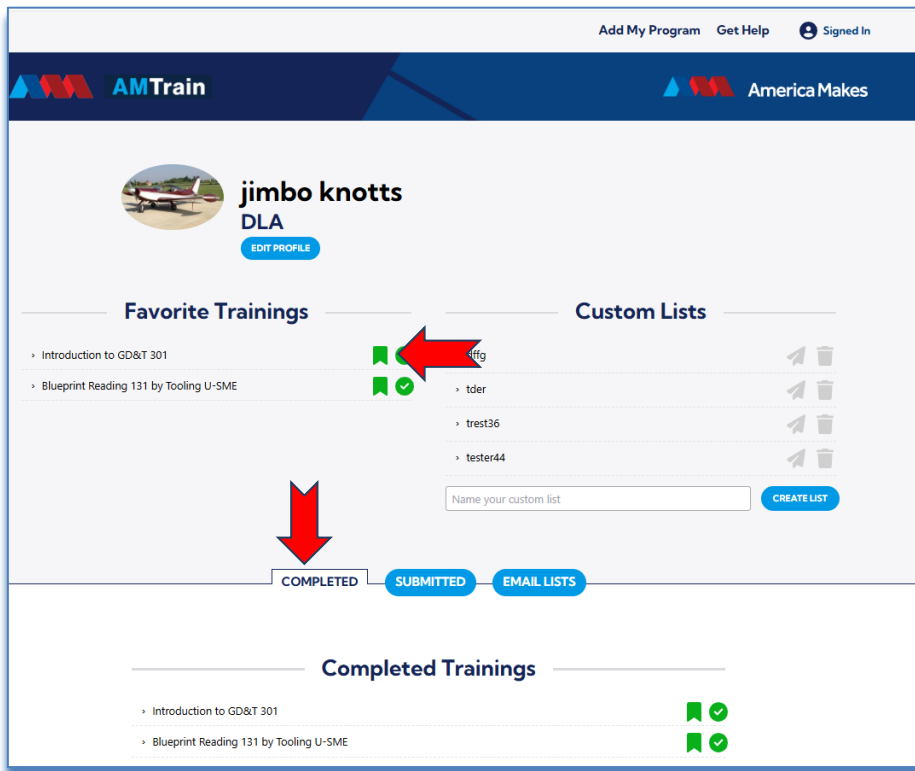 Add My Program Get Help Signed In
AMTrain
America Makes
jimbo knotts
DLA
EDIT PROFILE
Favorite Trainings
› Introduction to GD&T 301
› Blueprint Reading 131 by Tooling U-SME
Custom Lists
› tder
› trest36
› tester44
Name your custom list
CREATE LIST
COMPLETED SUBMITTED EMAIL LISTS
Completed Trainings
› Introduction to GD&T 301
› Blueprint Reading 131 by Tooling U-SME